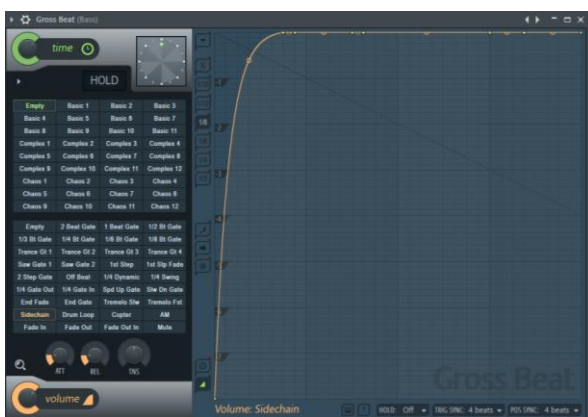 Gross Beat (Bass)
time
HOLD
Empty Basic 1 Basic 2 Basic 3
Basic 4 Basic 5 Basic 6 Basic 7
Basic 8 Basic 9 Basic 10 Basic 11
Complex 1 Complex 2 Complex 3 Complex 4
Complex 5 Complex 6 Complex 7 Complex 8
Complex 9 Complex 10 Complex 11 Complex 12
Chaos 1 Chaos 2 Chaos 3 Chaos 4
Chaos 5 Chaos 6 Chaos 7 Chaos 8
Chaos 9 Chaos 10 Chaos 11 Chaos 12
Empty 2 Beat Gate 1 Beat Gate 1/2 Bt Gate
1/3 Bt Gate 1/4 Bt Gate 1/6 Bt Gate 1/8 Bt Gate
Trance Gt 1 Trance Gt 2 Trance Gt 3 Trance Gt 4
Saw Gate 1 Saw Gate 2 1st Step 1st Stp Fade
2 Step Gate Off Beat 1/4 Dynamic 1/4 Swing
1/4 Gate Out 1/4 Gate In Spd Up Gate Slw Dn Gate
End Fade End Gate Tremelo Slw Tremelo Fst
Sidechain Drum Loop Copter AM
Fade In Fade Out Fade Out In Mute
ATT REL TNS
volume
1/8
Gross Beat
Volume: Sidechain
HOLD: Off TRIG SYNC: 4 beats POS SYNC: 4 beats